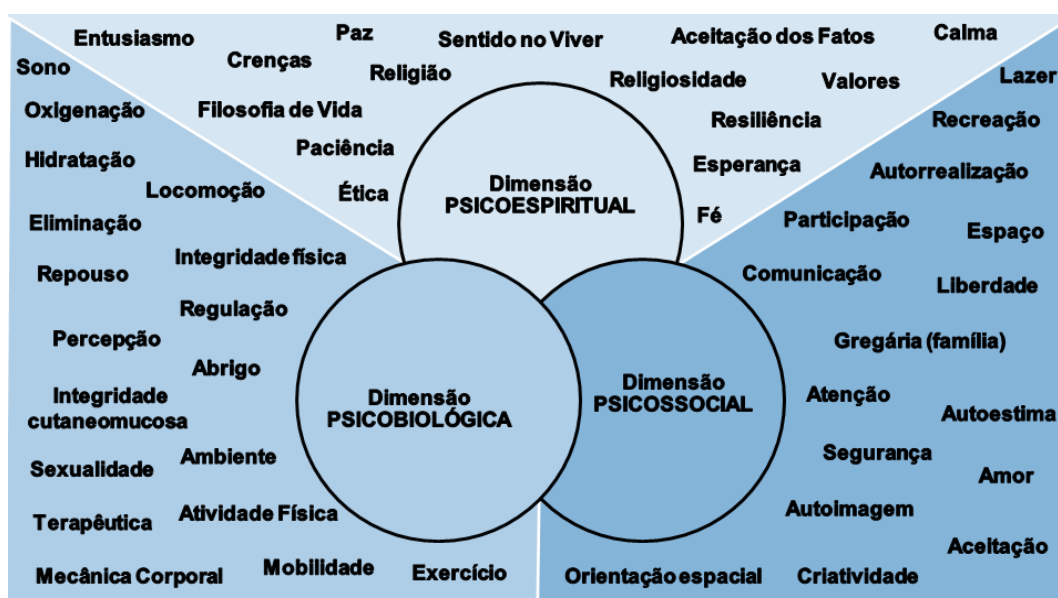 Entusiasmo
Paz
Sentido no Viver
Aceitação dos Fatos
Calma
Crenças
Religião
Religiosidade
Valores
Filosofia de Vida
Resiliência
Paciência
Esperança
Ética
Fé
Dimensão
PSICOESPIRITUAL
Sono
Oxigenação
Hidratação
Locomoção
Eliminação
Integridade física
Repouso
Regulação
Percepção
Abrigo
Integridade
cutaneomucosa
Ambiente
Sexualidade
Atividade Física
Terapêutica
Mecânica Corporal
Mobilidade
Exercício
Dimensão
PSICOBIOLÓGICA
Lazer
Recreação
Autorrealização
Participação
Espaço
Comunicação
Liberdade
Gregária (família)
Atenção
Autoestima
Segurança
Amor
Autoimagem
Aceitação
Orientação espacial
Criatividade
Dimensão
PSICOSSOCIAL